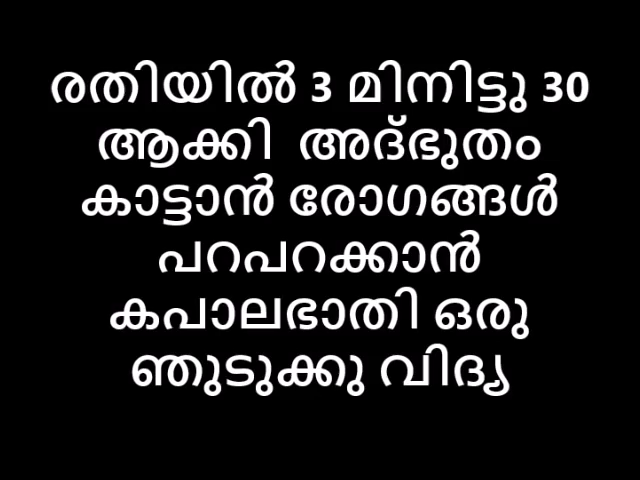 രതിയിൽ 3 മിനിട്ടു 30
ആക്കി അദ്ഭുതം
കാട്ടാൻ രോഗങ്ങൾ
പറപറക്കാൻ
കപാലഭാതി ഒരു
ഞുടുക്കു വിദ്യ